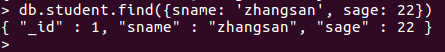 > db.student.find({sname: 'zhangsan', sage: 22})
{ "_id" : 1, "sname" : "zhangsan", "sage" : 22 }
>